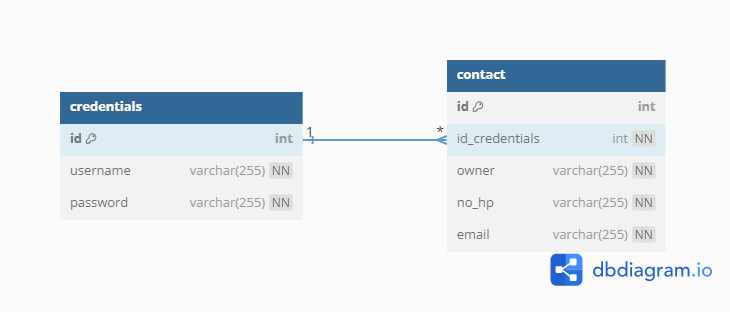 credentials
id int
username varchar(255) NN
password varchar(255) NN
1 *
contact
id int
id_credentials int NN
owner varchar(255) NN
no_hp varchar(255) NN
email varchar(255) NN
dbdiagram.io